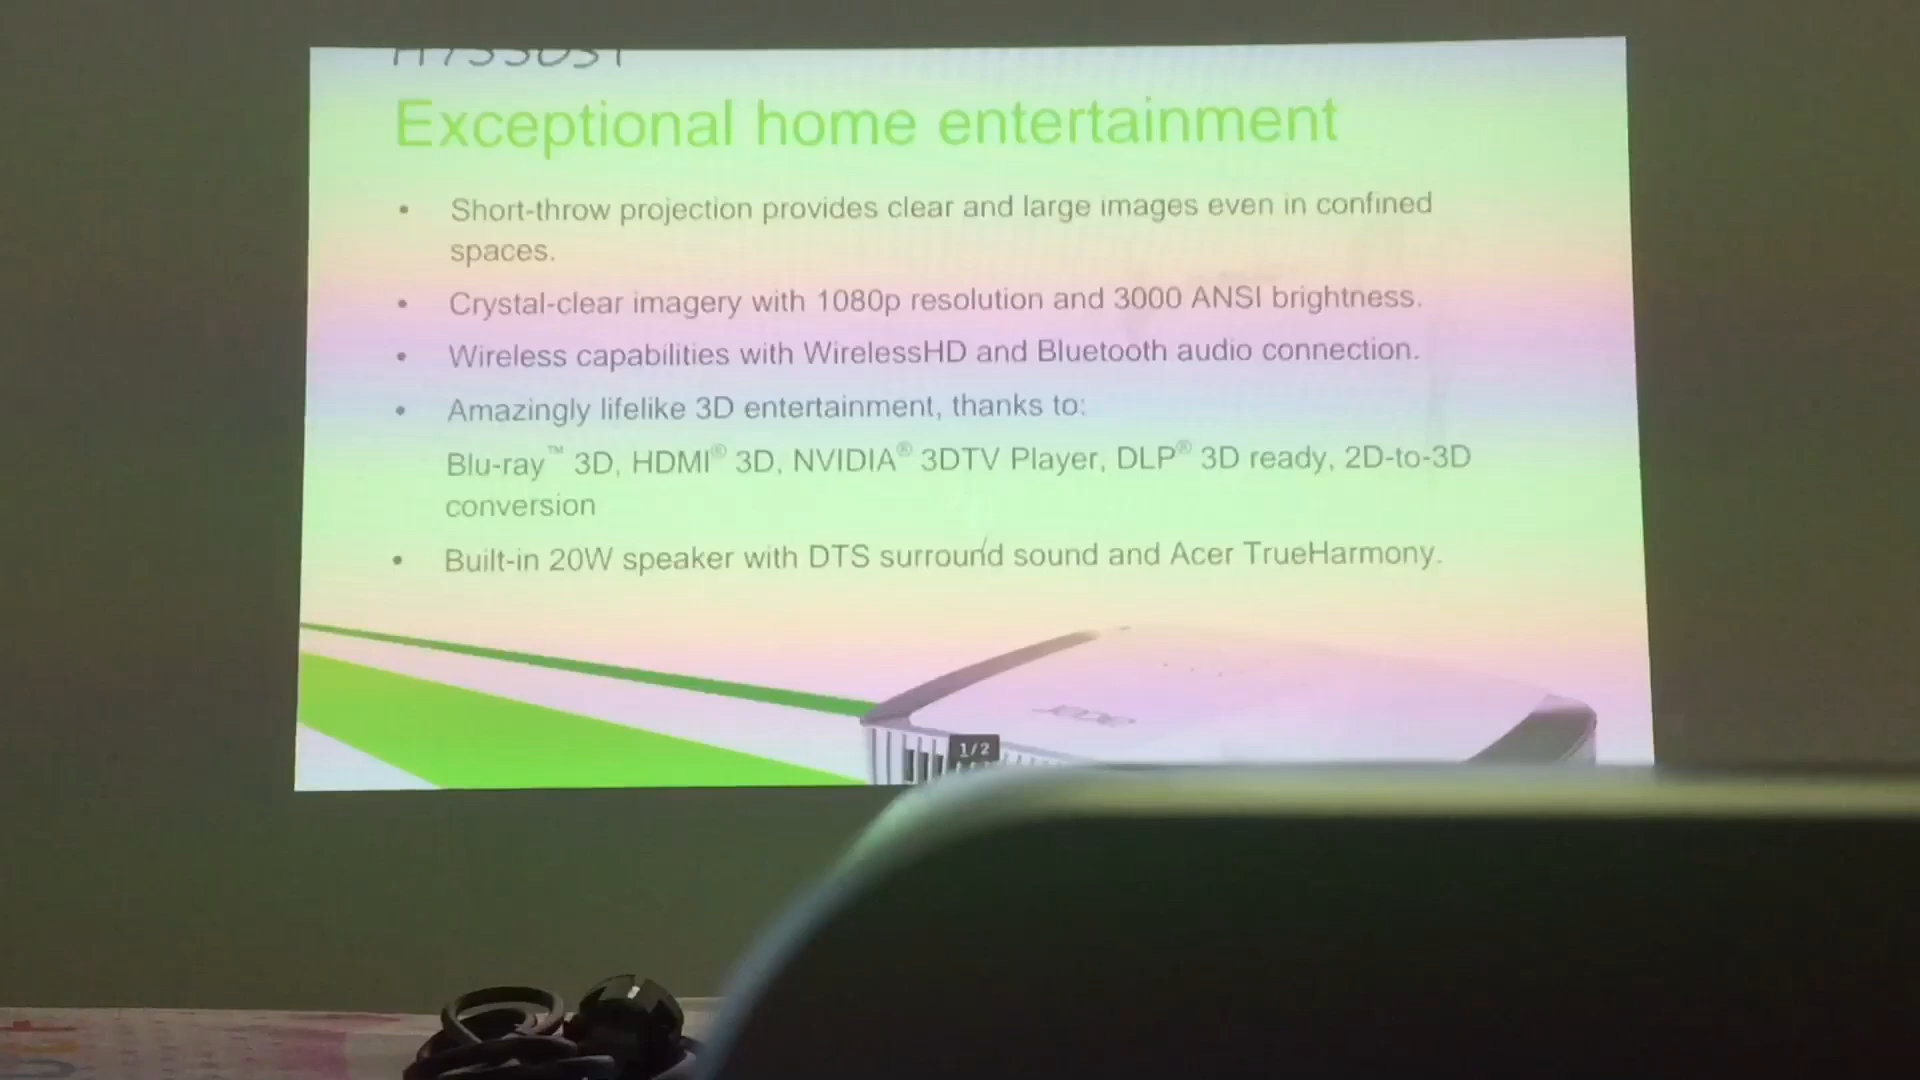 H7550ST
Exceptional home entertainment
• Short-throw projection provides clear and large images even in confined
spaces.
• Crystal-clear imagery with 1080p resolution and 3000 ANSI brightness.
• Wireless capabilities with WirelessHD and Bluetooth audio connection.
• Amazingly lifelike 3D entertainment, thanks to:
Blu-ray™ 3D, HDMI® 3D, NVIDIA® 3DTV Player, DLP® 3D ready, 2D-to-3D
conversion
• Built-in 20W speaker with DTS surround sound and Acer TrueHarmony.
acer
1/2